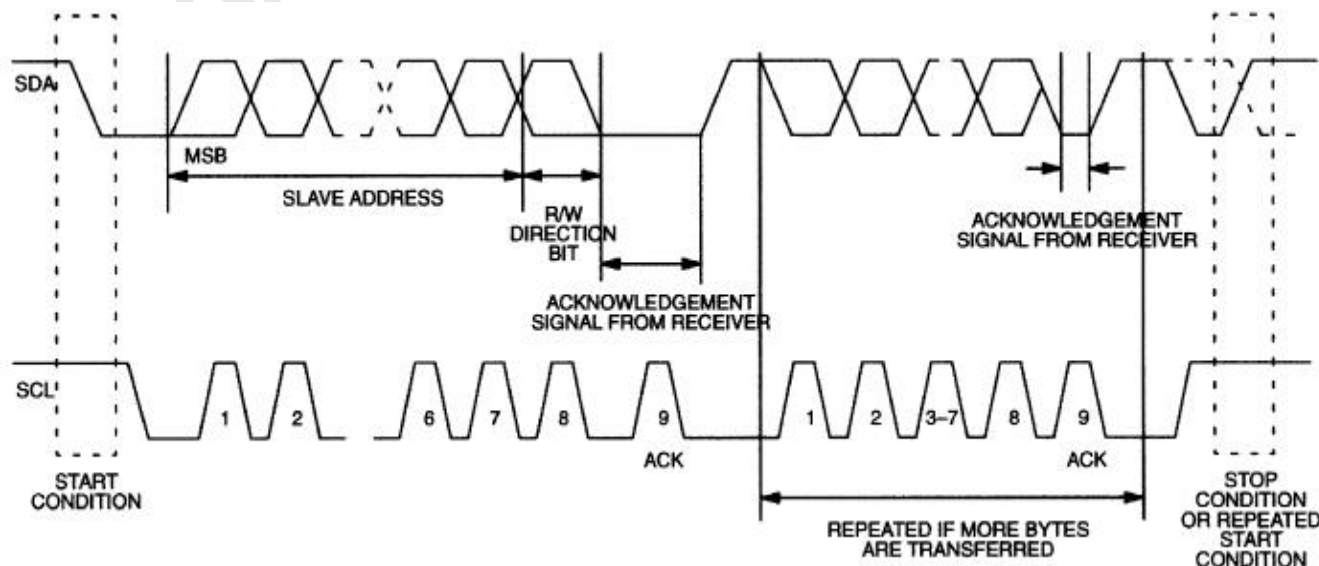 SDA
MSB
SLAVE ADDRESS
R/W
DIRECTION
BIT
ACKNOWLEDGEMENT
SIGNAL FROM RECEIVER
ACKNOWLEDGEMENT
SIGNAL FROM RECEIVER
SCL
1
2
6
7
8
9
1
2
3–7
8
9
ACK
ACK
START
CONDITION
REPEATED IF MORE BYTES
ARE TRANSFERRED
STOP
CONDITION
OR REPEATED
START
CONDITION